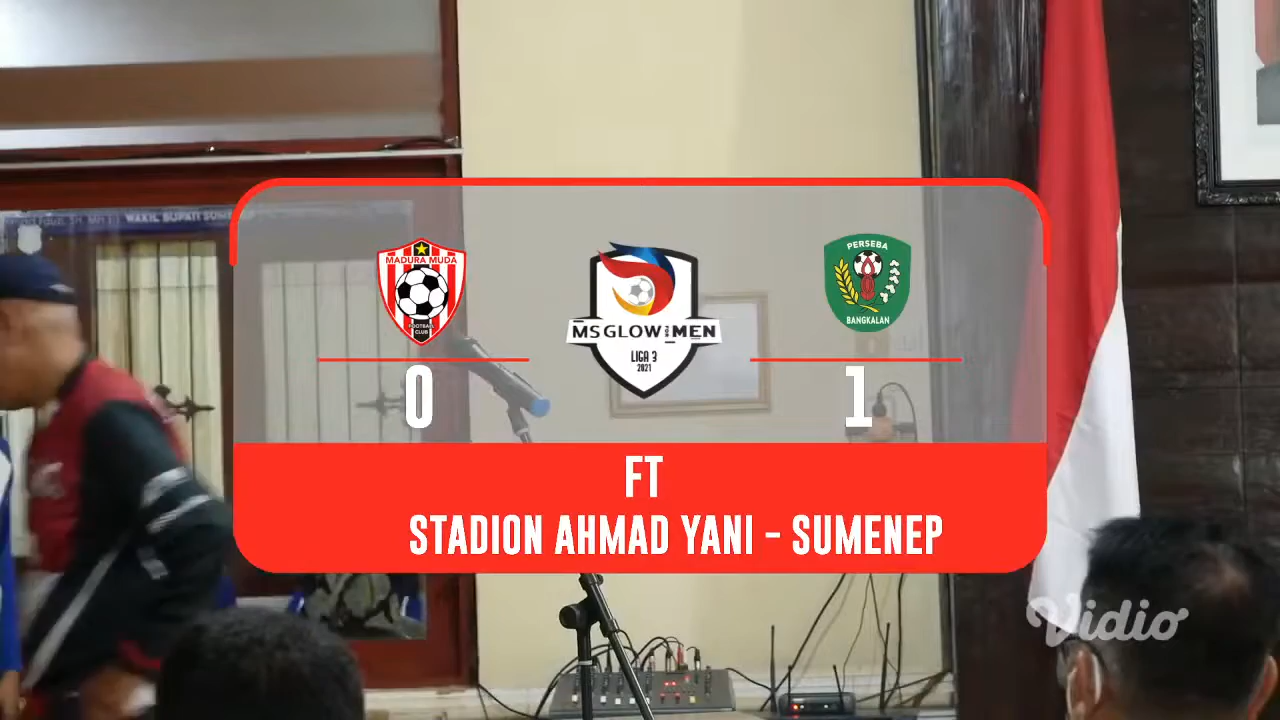 WAKIL BUPATI
MADURA MUDA
FOOTBALL
CLUB
MS GLOW FOR MEN
LIGA 3
2021
PERSEBA
BANGKALAN
0
1
FT
STADION AHMAD YANI - SUMENEP
Vidio